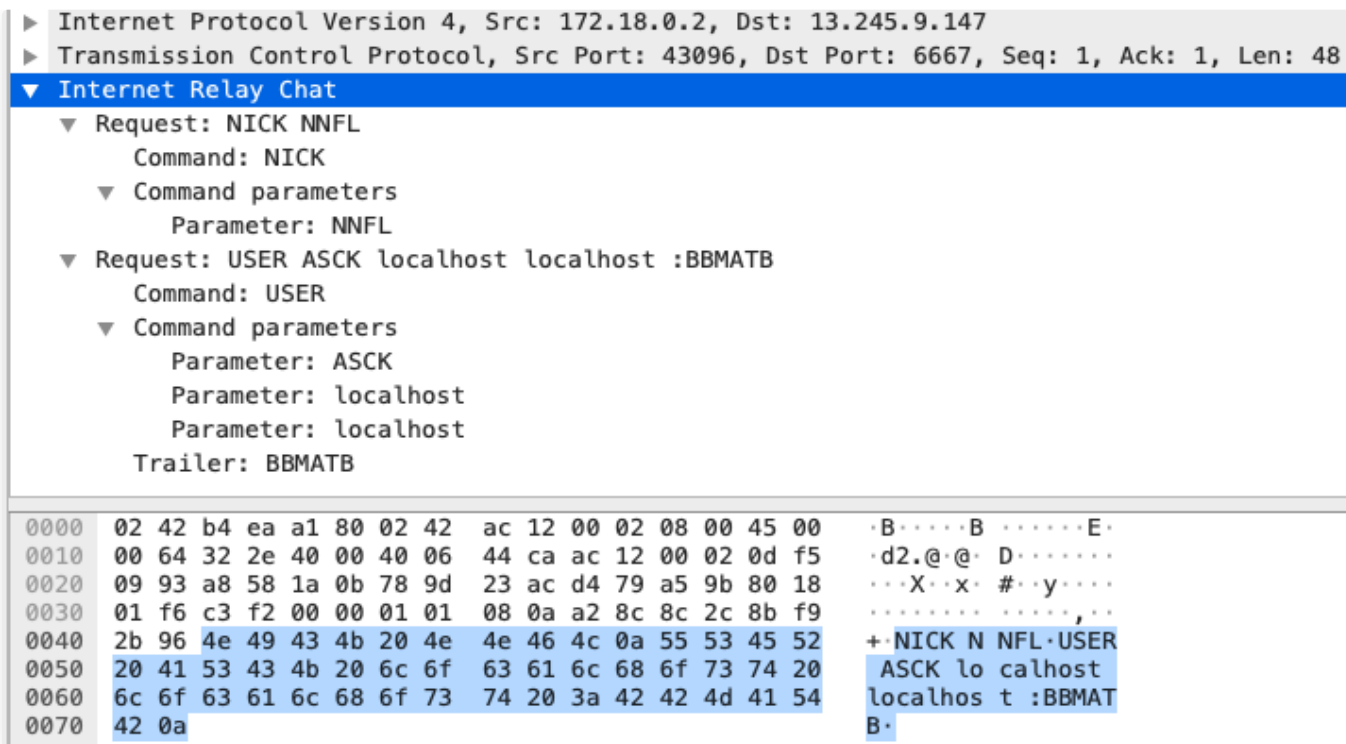 Internet Protocol Version 4, Src: 172.18.0.2, Dst: 13.245.9.147
Transmission Control Protocol, Src Port: 43096, Dst Port: 6667, Seq: 1, Ack: 1, Len: 48
Internet Relay Chat
Request: NICK NNFL
Command: NICK
Command parameters
Parameter: NNFL
Request: USER ASCK localhost localhost :BBMATB
Command: USER
Command parameters
Parameter: ASCK
Parameter: localhost
Parameter: localhost
Trailer: BBMATB
0000 02 42 b4 ea a1 80 02 42 ac 12 00 02 08 00 45 00 ·B·····B ······E·
0010 00 64 32 2e 40 00 40 06 44 ca ac 12 00 02 0d f5 ·d2.@·@· D·······
0020 09 93 a8 58 1a 0b 78 9d 23 ac d4 79 a5 9b 80 18 ···X··x· #··y····
0030 01 f6 c3 f2 00 00 01 01 08 0a a2 8c 8c 2c 8b f9 ········ ·····,··
0040 2b 96 4e 49 43 4b 20 4e 4e 46 4c 0a 55 53 45 52 +·NICK N NFL·USER
0050 20 41 53 43 4b 20 6c 6f 63 61 6c 68 6f 73 74 20 ASCK lo calhost
0060 6c 6f 63 61 6c 68 6f 73 74 20 3a 42 42 4d 41 54 localhos t :BBMAT
0070 42 0a B·